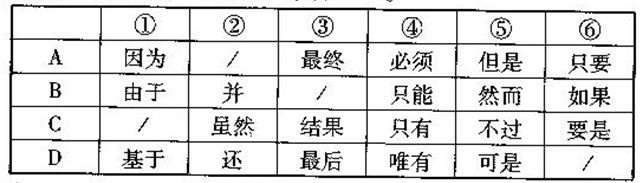 ① ② ③ ④ ⑤ ⑥
A 因为 / 最终 必须 但是 只要
B 由于 并 / 只能 然而 如果
C / 虽然 结果 只有 不过 要是
D 基于 还 最后 唯有 可是 /